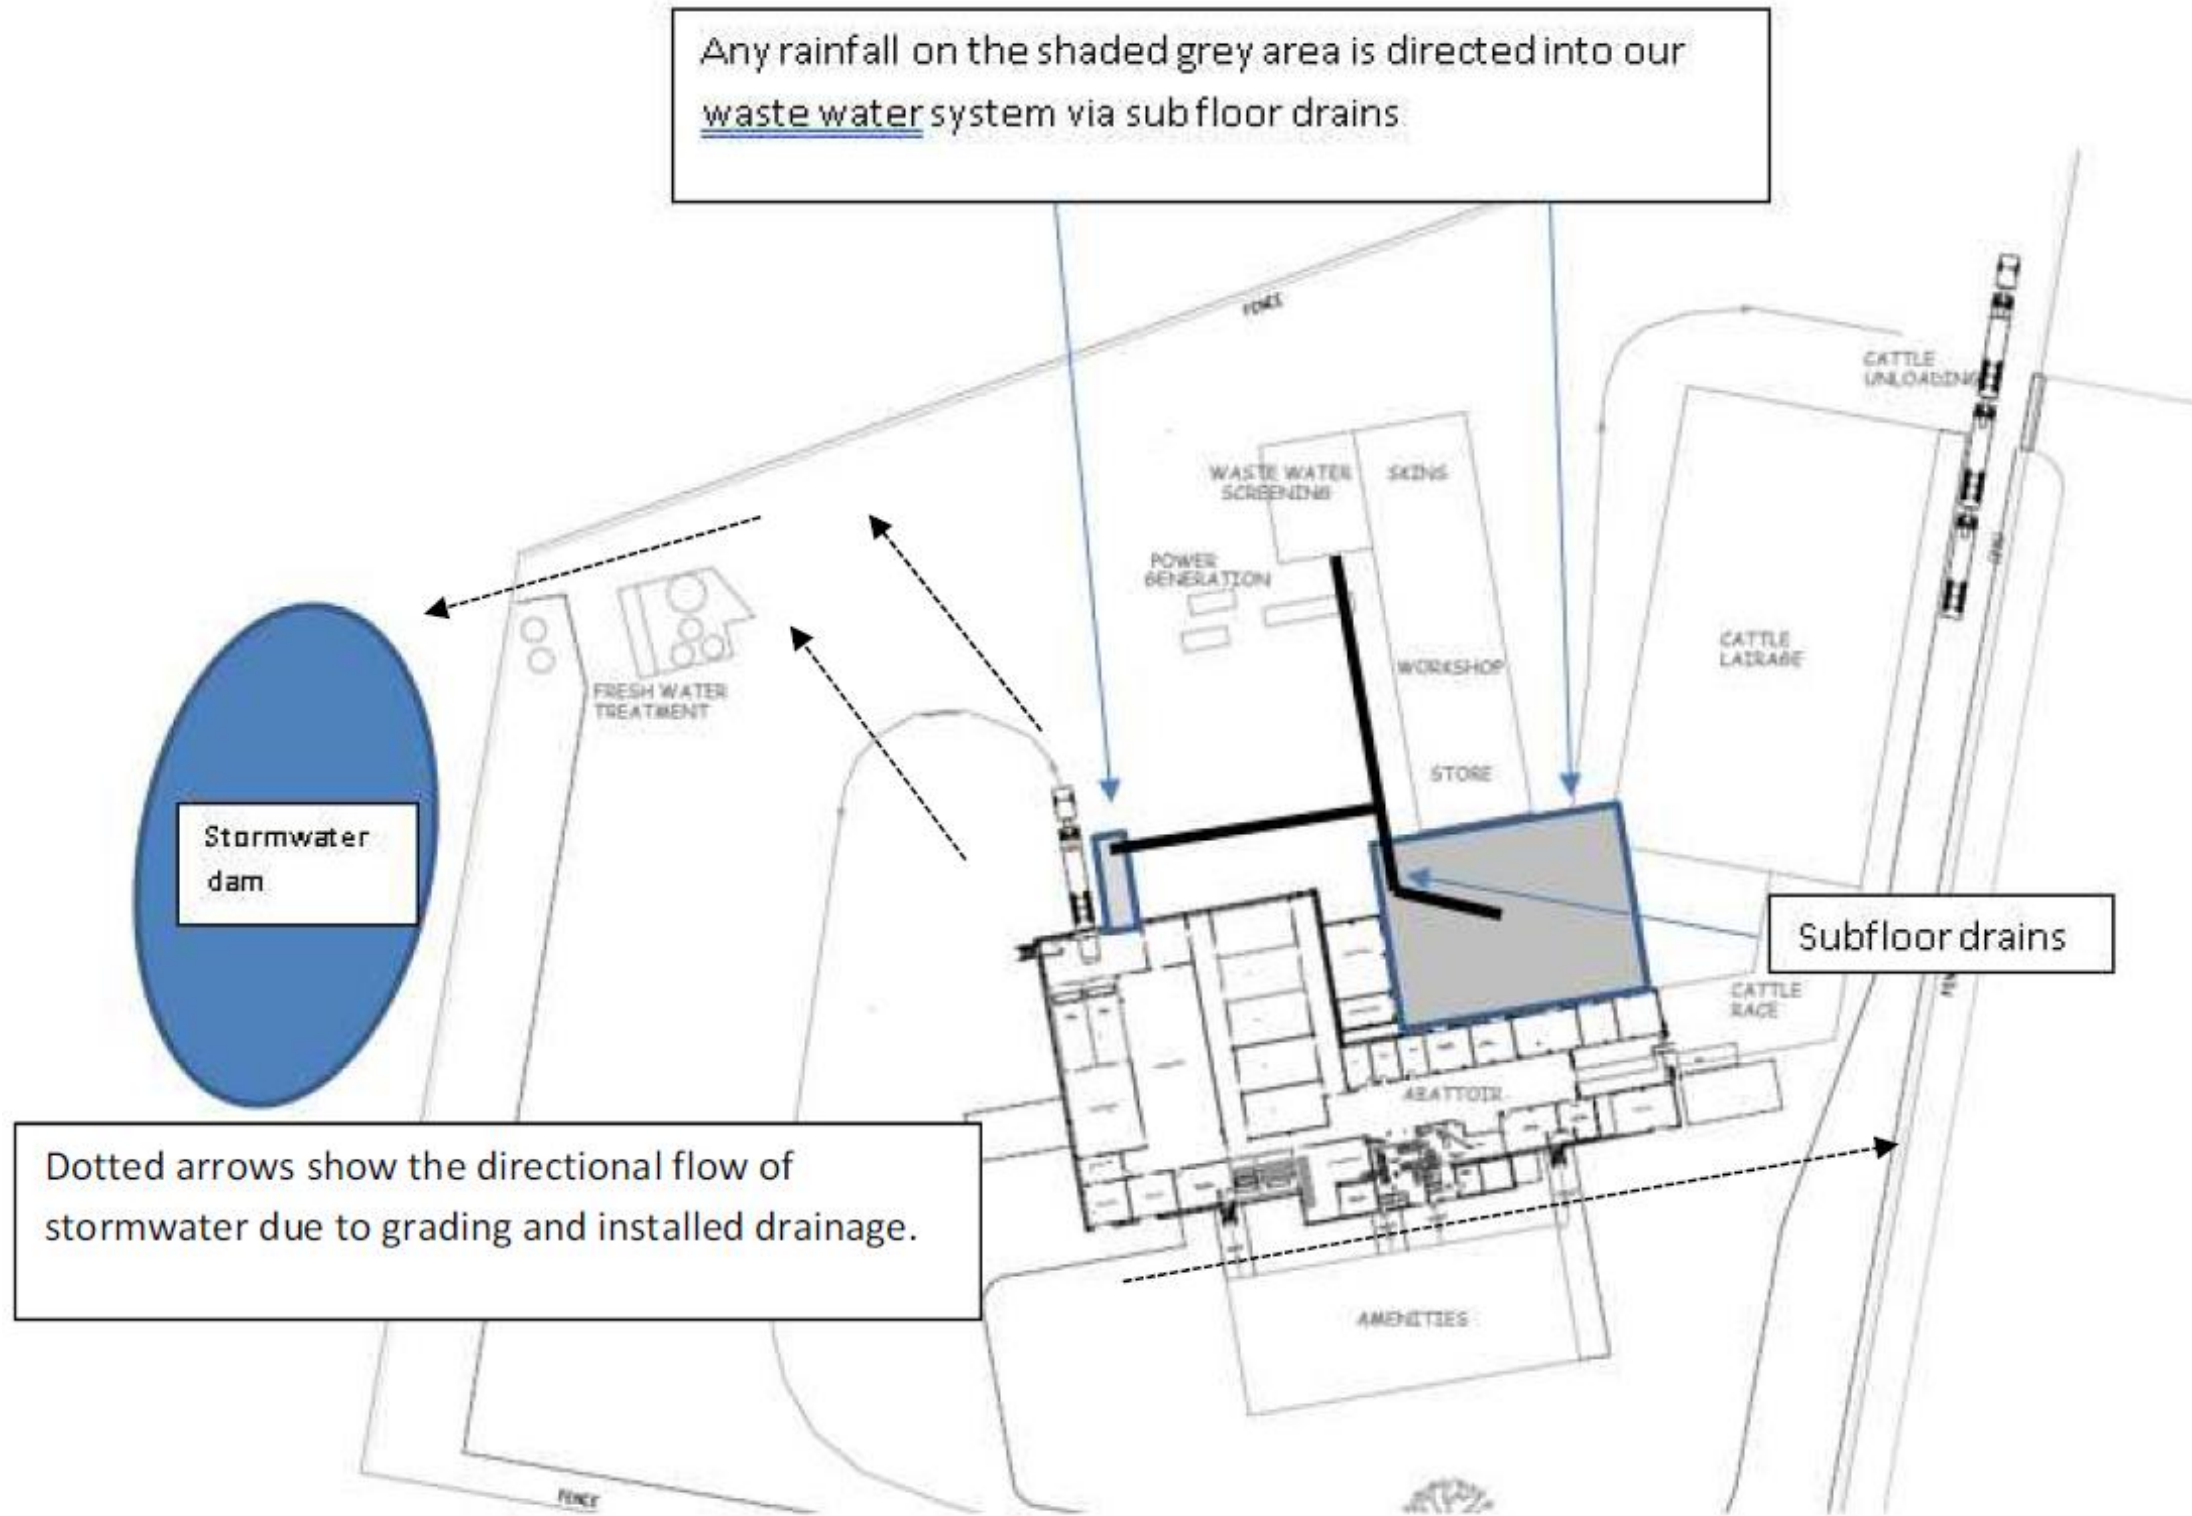 Any rainfall on the shaded grey area is directed into our
waste water system via sub floor drains
FENCE
CATTLE
UNLOADING
WASTE WATER
SCREENING
SKINS
POWER
GENERATION
CATTLE
LAIRAGE
WORKSHOP
FRESH WATER
TREATMENT
STORE
Stormwater
dam
Subfloor drains
CATTLE
RACE
ABATTOIR
Dotted arrows show the directional flow of
stormwater due to grading and installed drainage.
AMENITIES
FENCE